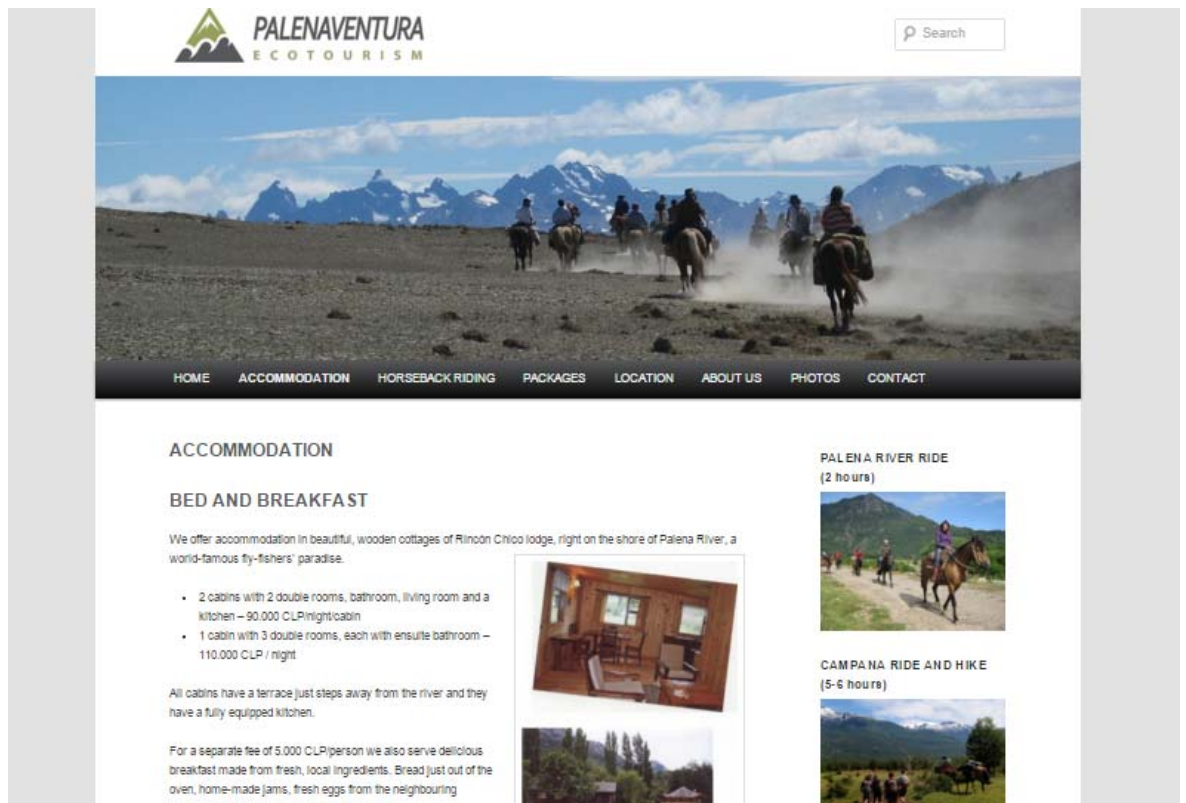 PALENAVENTURA
ECOTOURISM
Search
HOME ACCOMMODATION HORSEBACK RIDING PACKAGES LOCATION ABOUT US PHOTOS CONTACT
ACCOMMODATION
BED AND BREAKFAST
We offer accommodation in beautiful, wooden cottages of Rincón Chico lodge, right on the shore of Palena River, a
world-famous fly-fishers' paradise.
• 2 cabins with 2 double rooms, bathroom, living room and a
kitchen – 90.000 CLP/night/cabin
• 1 cabin with 3 double rooms, each with ensuite bathroom –
110.000 CLP / night
All cabins have a terrace just steps away from the river and they
have a fully equipped kitchen.
For a separate fee of 5.000 CLP/person we also serve delicious
breakfast made from fresh, local ingredients. Bread just out of the
oven, home-made jams, fresh eggs from the neighbouring
PALENA RIVER RIDE
(2 hours)
CAMPANA RIDE AND HIKE
(5-6 hours)